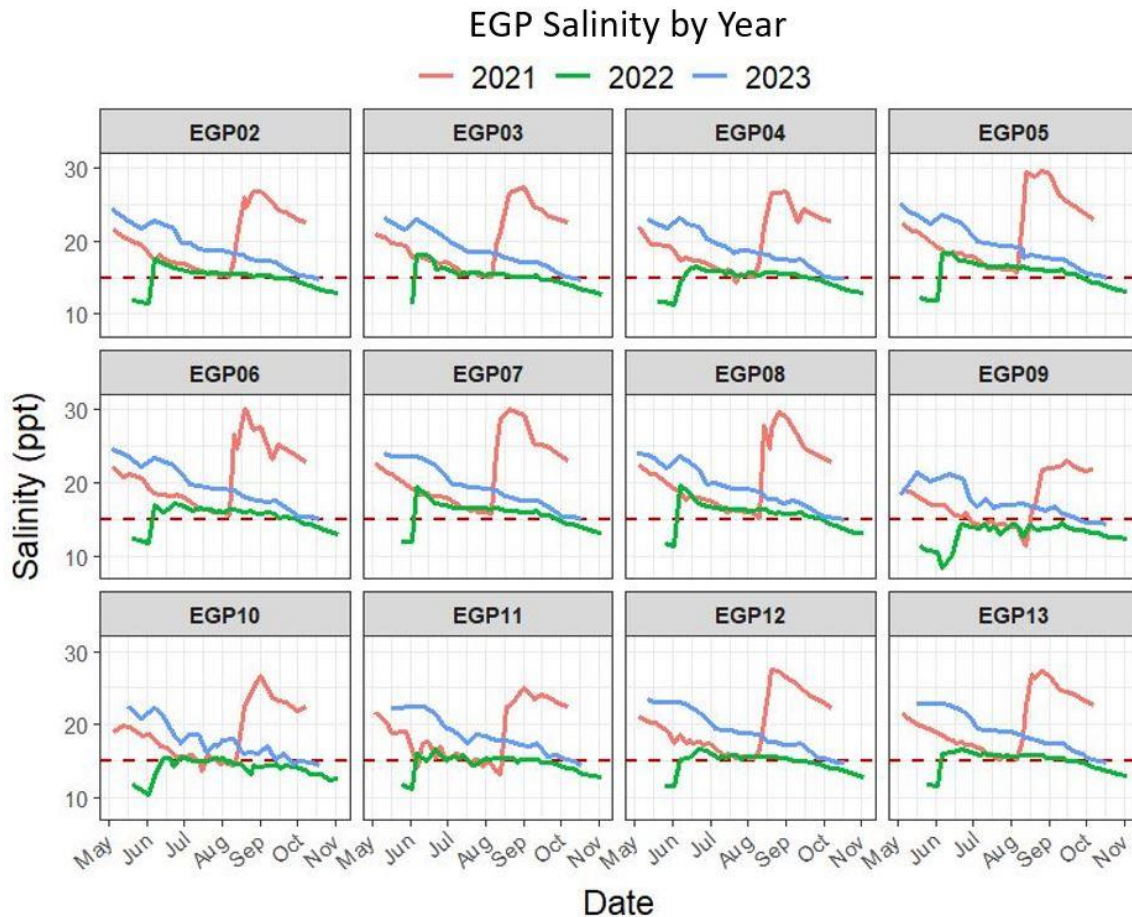 EGP Salinity by Year
2021 2022 2023
EGP02 EGP03 EGP04 EGP05
30
20
10
EGP06 EGP07 EGP08 EGP09
30
20
10
Salinity (ppt)
EGP10 EGP11 EGP12 EGP13
30
20
10
May Jun Jul Aug Sep Oct Nov May Jun Jul Aug Sep Oct Nov May Jun Jul Aug Sep Oct Nov May Jun Jul Aug Sep Oct Nov
Date